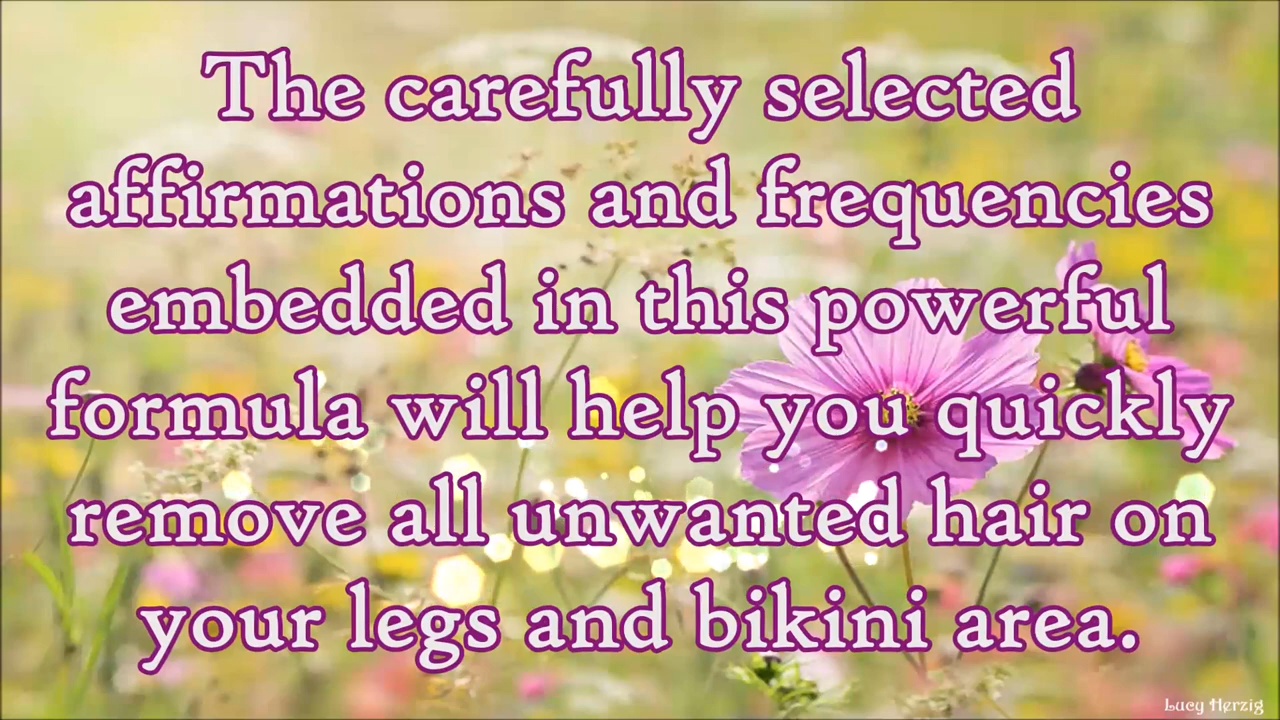 The carefully selected
affirmations and frequencies
embedded in this powerful
formula will help you quickly
remove all unwanted hair on
your legs and bikini area.
Lucy Herzig